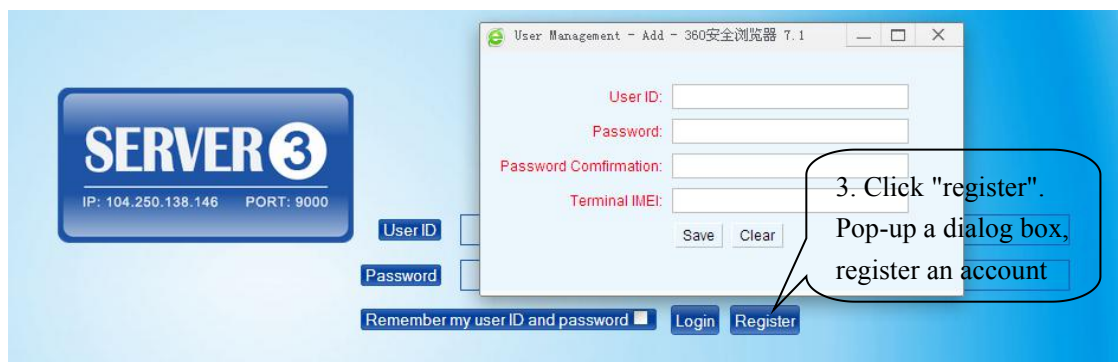 User Management - Add - 360安全浏览器 7.1
User ID:
Password:
Password Comfirmation:
Terminal IMEI:
Save Clear
SERVER 3
IP: 104.250.138.146 PORT: 9000
User ID
Password
Remember my user ID and password
Login Register
3. Click "register".
Pop-up a dialog box,
register an account